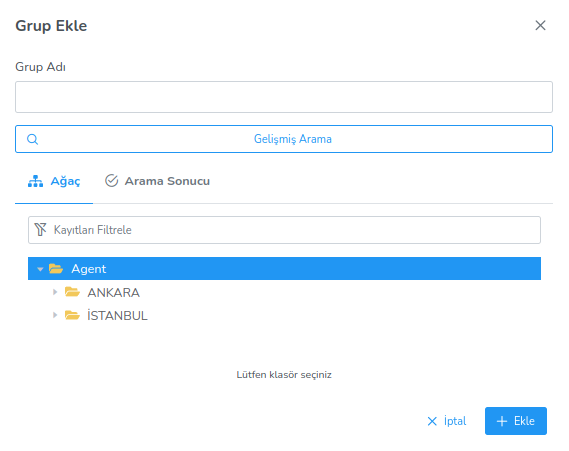 Grup Ekle
Grup Adı
Gelişmiş Arama
Ağaç
Arama Sonucu
Kayıtları Filtrele
Agent
ANKARA
İSTANBUL
Lütfen klasör seçiniz
İptal
Ekle